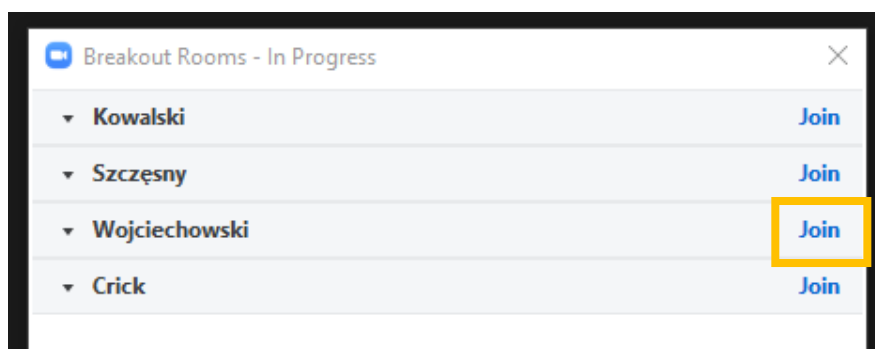 Breakout Rooms - In Progress
Kowalski Join
Szczęsny Join
Wojciechowski Join
Crick Join